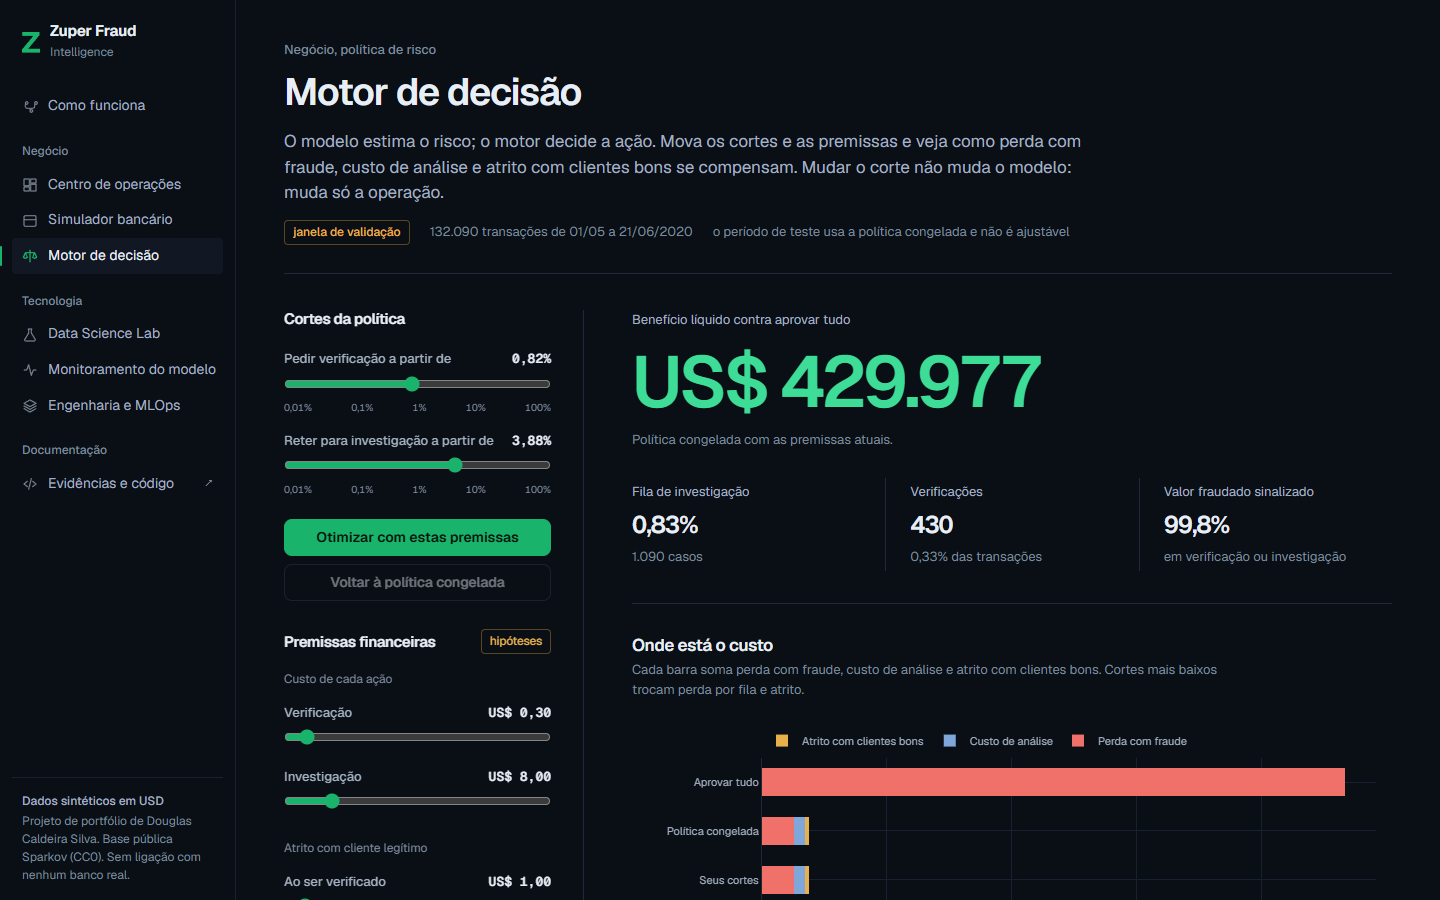 Z
Zuper Fraud
Intelligence
Como funciona
Negócio
Centro de operações
Simulador bancário
Motor de decisão
Tecnologia
Data Science Lab
Monitoramento do modelo
Engenharia e MLOps
Documentação
Evidências e código ↗
Dados sintéticos em USD
Projeto de portfólio de Douglas
Caldeira Silva. Base pública
Sparkov (CC0). Sem ligação com
nenhum banco real.
Negócio, política de risco
Motor de decisão
O modelo estima o risco; o motor decide a ação. Mova os cortes e as premissas e veja como perda com
fraude, custo de análise e atrito com clientes bons se compensam. Mudar o corte não muda o modelo:
muda só a operação.
janela de validação 132.090 transações de 01/05 a 21/06/2020 o período de teste usa a política congelada e não é ajustável
Cortes da política
Pedir verificação a partir de 0,82%
0,01% 0,1% 1% 10% 100%
Reter para investigação a partir de 3,88%
0,01% 0,1% 1% 10% 100%
Otimizar com estas premissas
Voltar à política congelada
Premissas financeiras hipóteses
Custo de cada ação
Verificação US$ 0,30
Investigação US$ 8,00
Atrito com cliente legítimo
Ao ser verificado US$ 1,00
Benefício líquido contra aprovar tudo
US$ 429.977
Política congelada com as premissas atuais.
Fila de investigação
0,83%
1.090 casos
Verificações
430
0,33% das transações
Valor fraudado sinalizado
99,8%
em verificação ou investigação
Onde está o custo
Cada barra soma perda com fraude, custo de análise e atrito com clientes bons. Cortes mais baixos
trocam perda por fila e atrito.
Atrito com clientes bons Custo de análise Perda com fraude
Aprovar tudo
Política congelada
Seus cortes